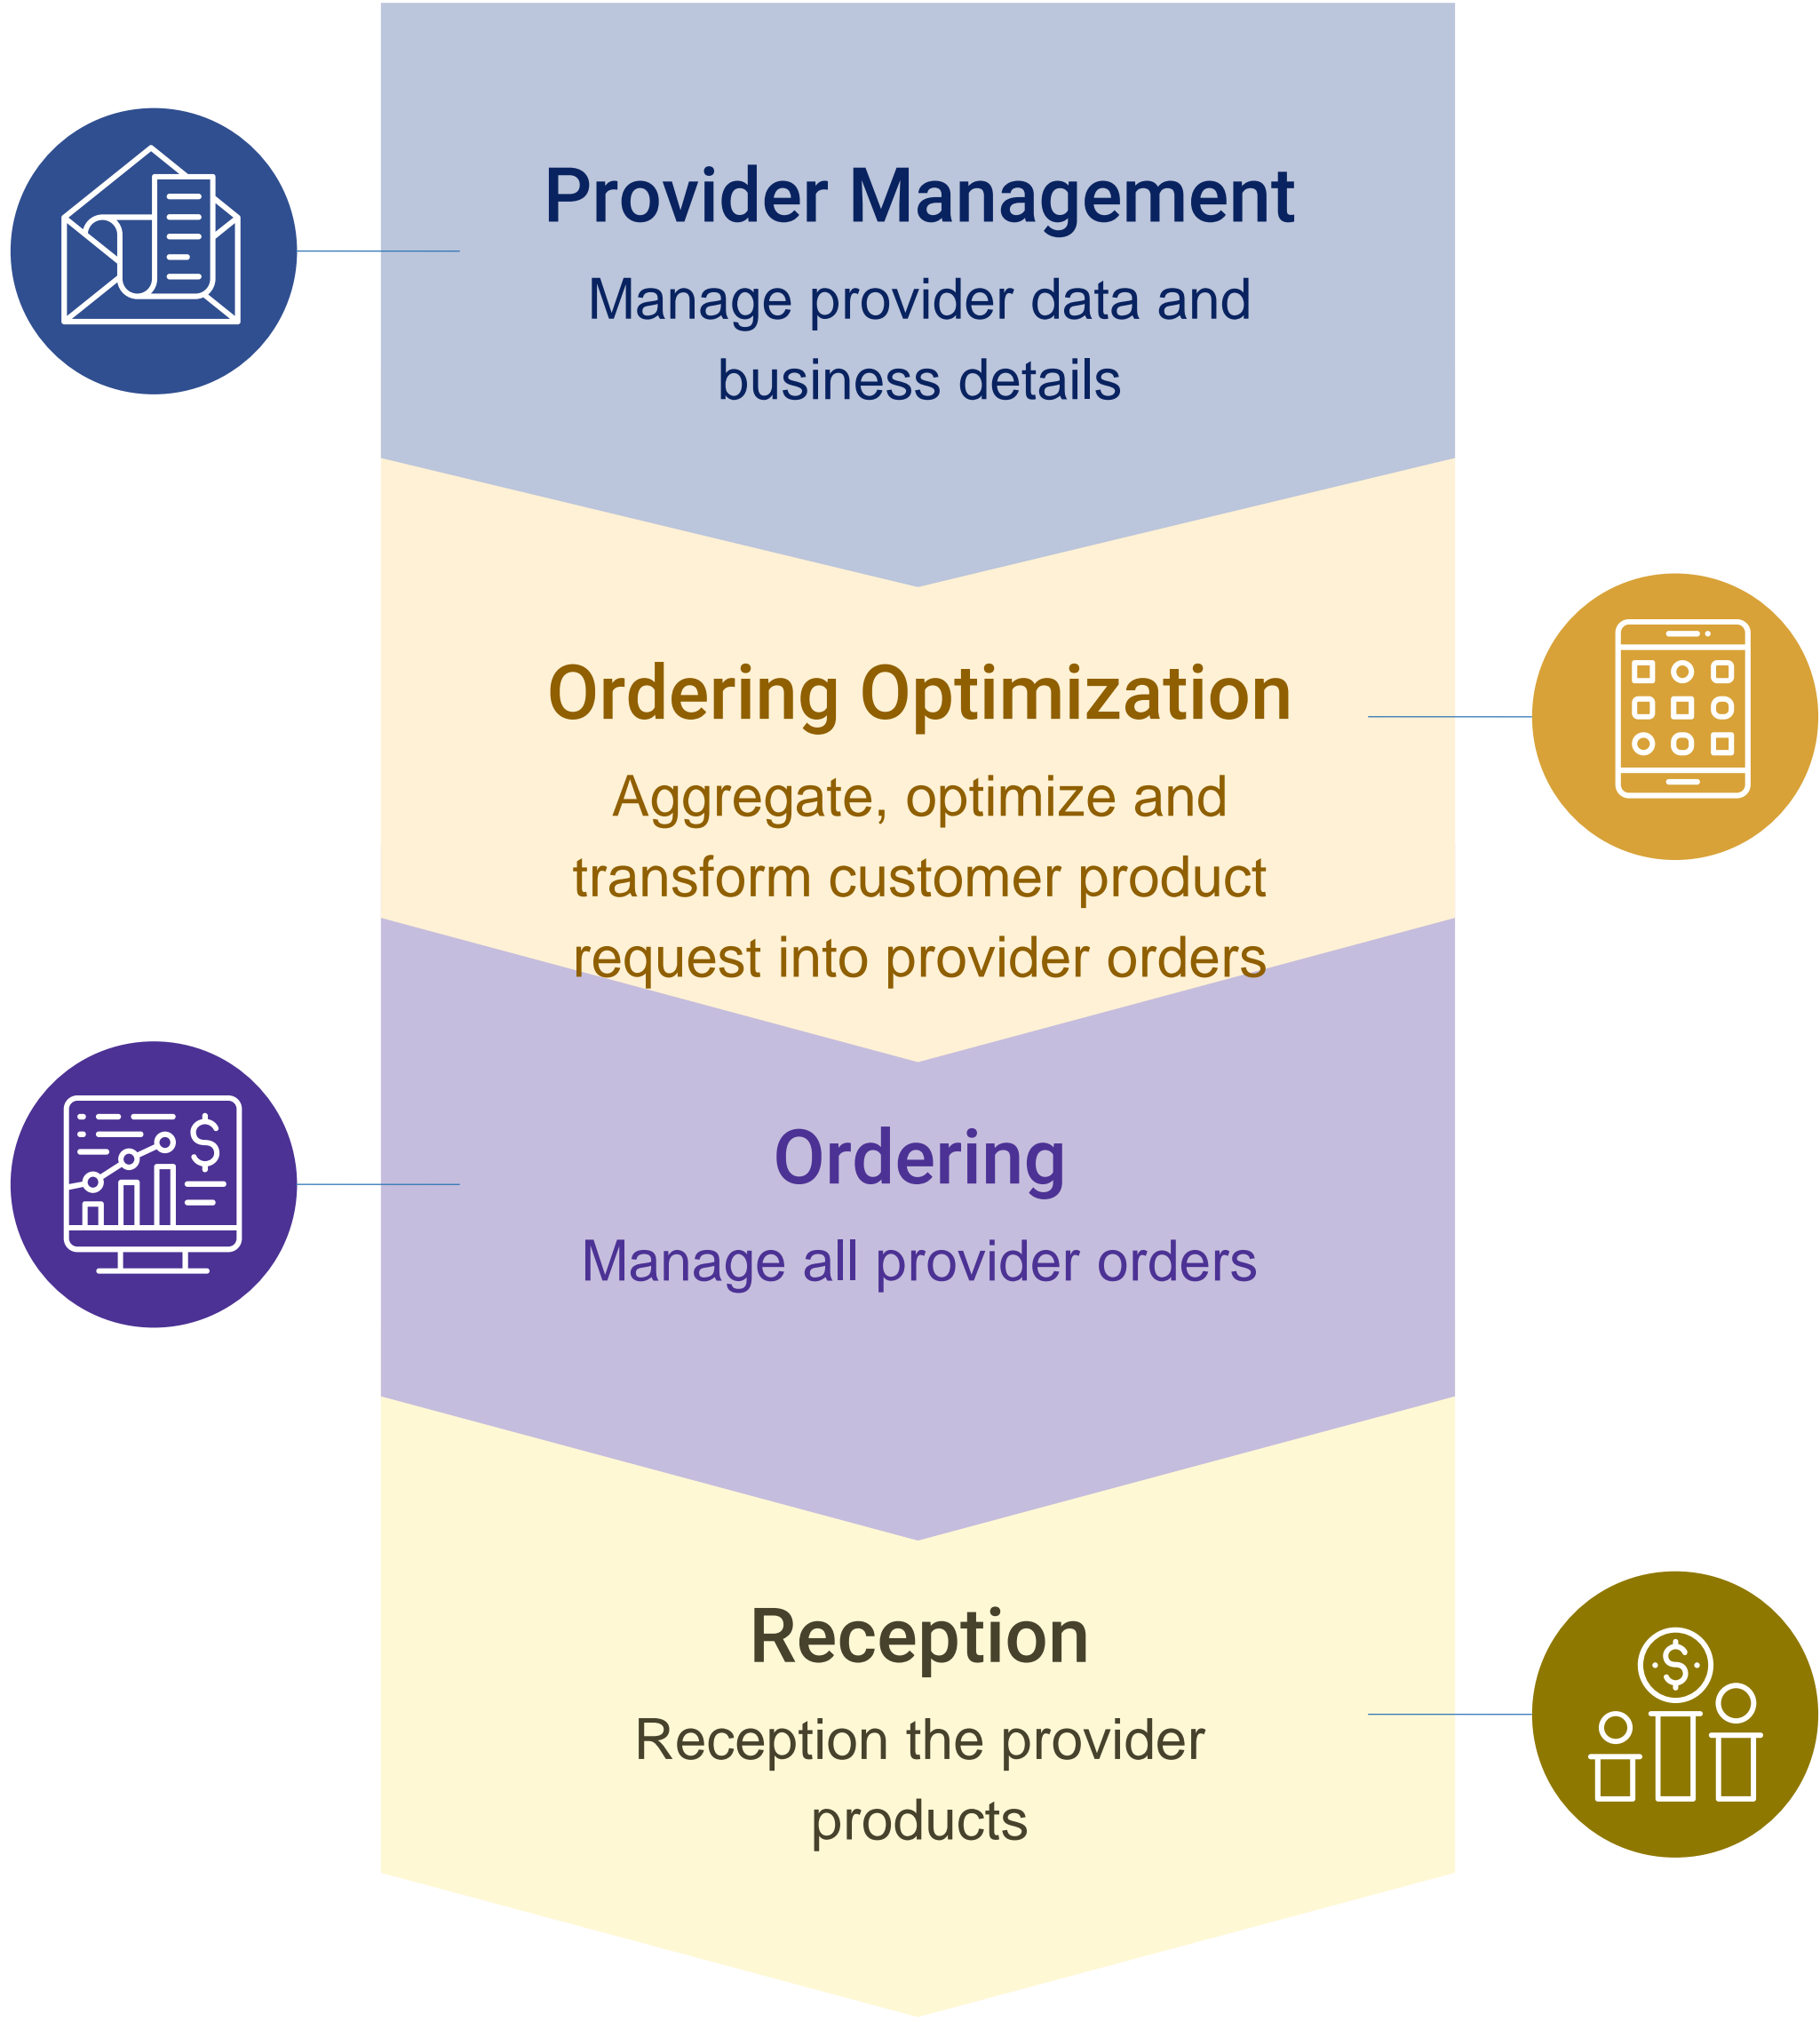 Provider Management
Manage provider data and
business details
Ordering Optimization
Aggregate, optimize and
transform customer product
request into provider orders
Ordering
Manage all provider orders
Reception
Reception the provider
products